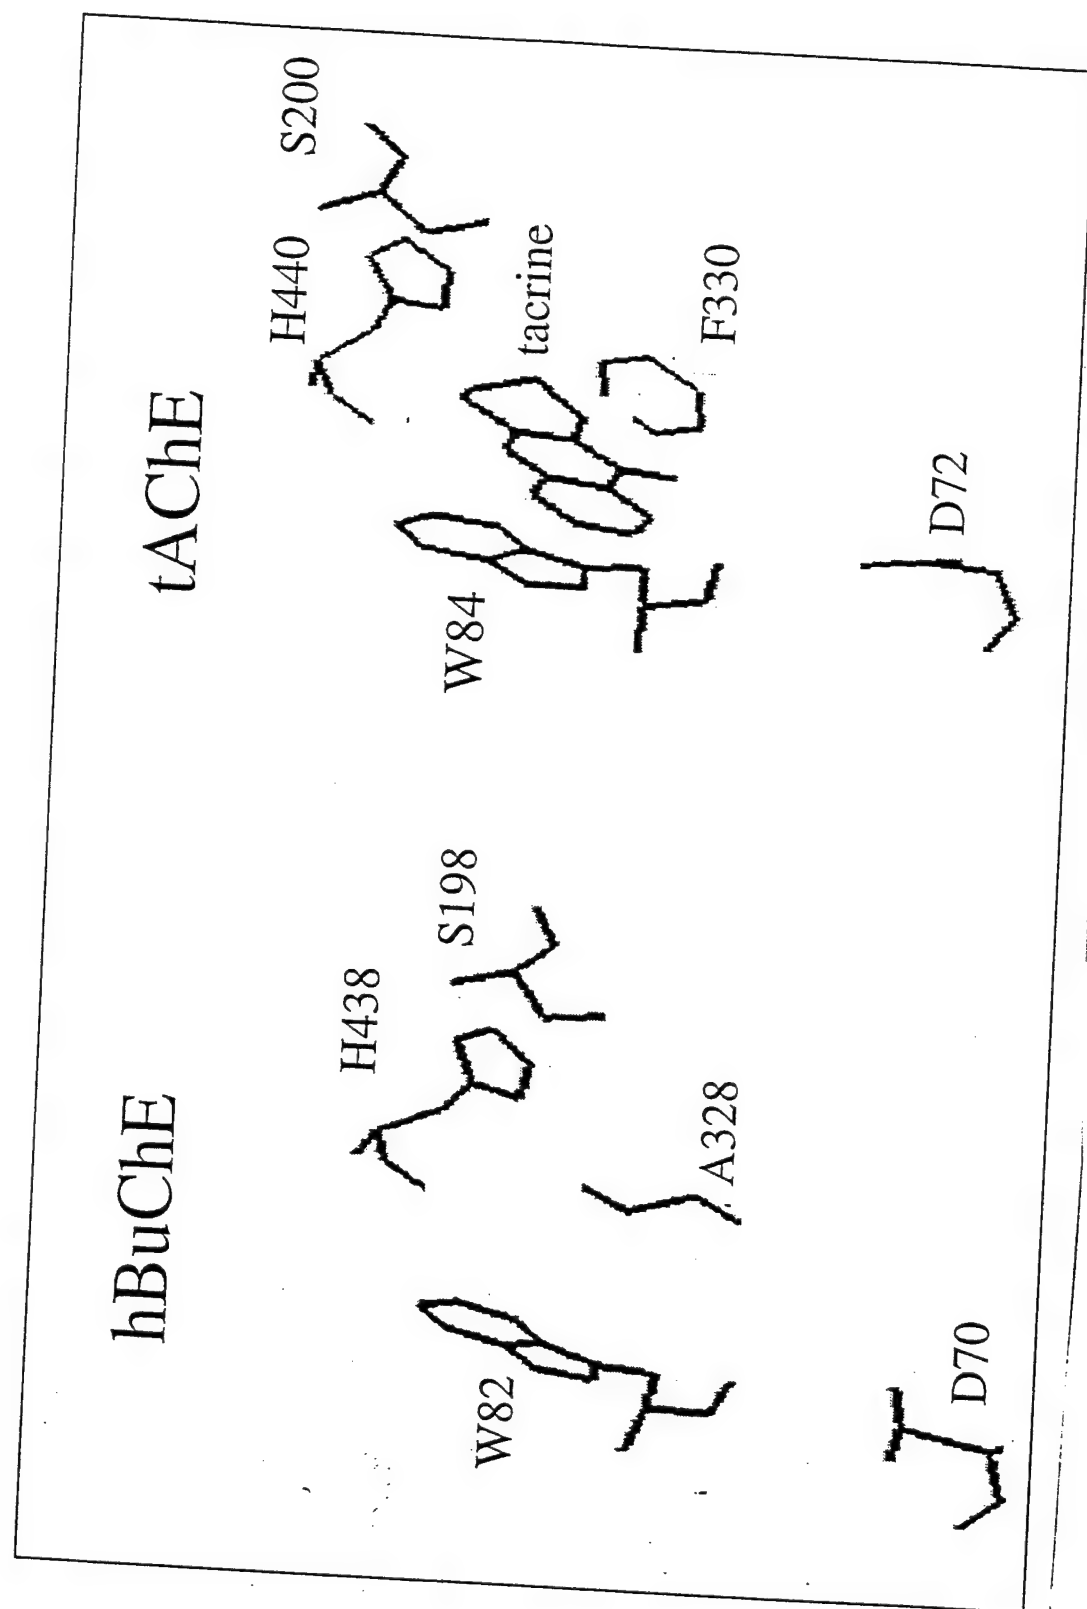 hBuChE
tAChE
H438
S198
W82
A328
D70
H440
S200
W84
tacrine
F330
D72